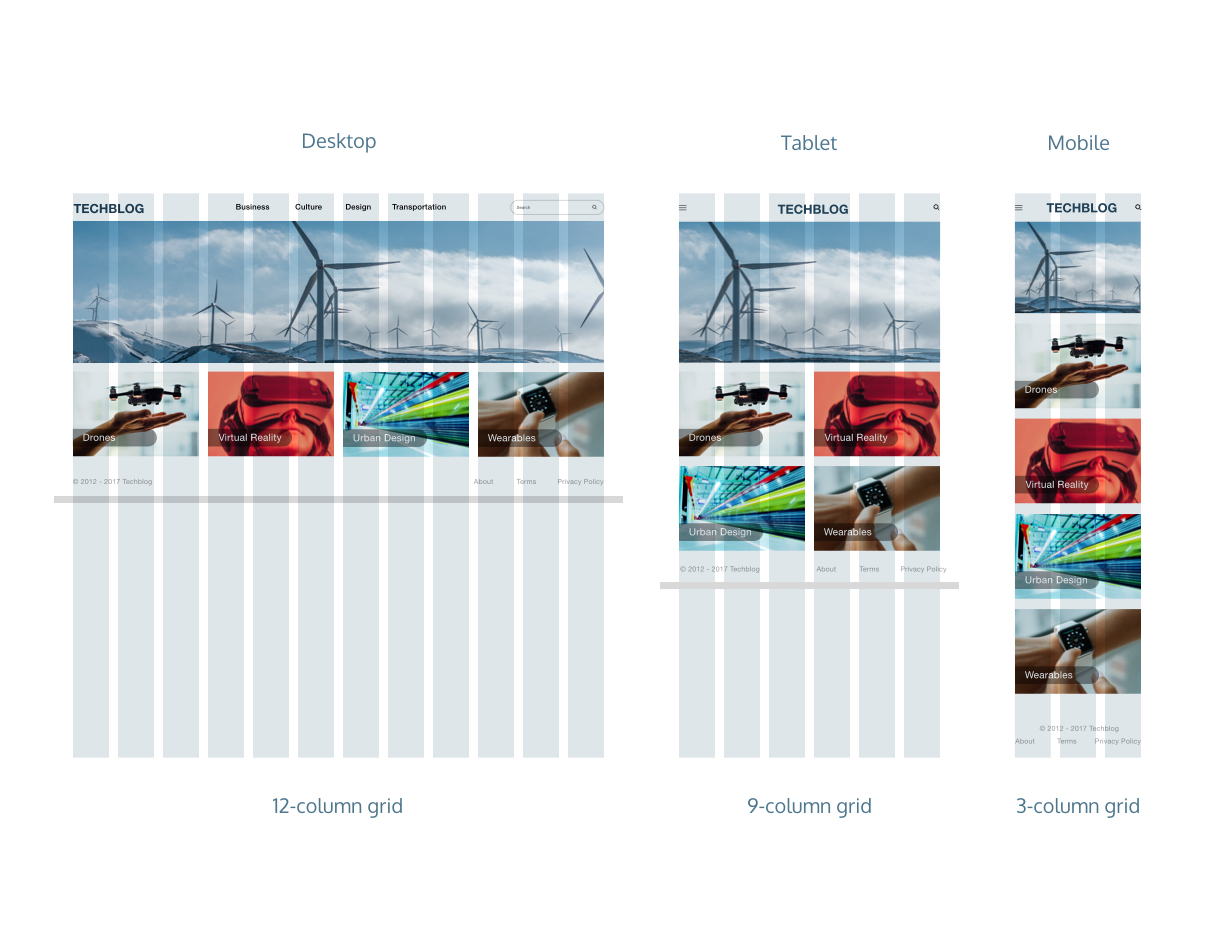 Desktop
Tablet
Mobile
TECHBLOG Business Culture Design Transportation Search
Drones Virtual Reality Urban Design Wearables
© 2012 - 2017 Techblog About Terms Privacy Policy
12-column grid
TECHBLOG
Drones Virtual Reality
Urban Design Wearables
© 2012 - 2017 Techblog About Terms Privacy Policy
9-column grid
TECHBLOG
Drones
Virtual Reality
Urban Design
Wearables
© 2012 - 2017 Techblog
About Terms Privacy Policy
3-column grid